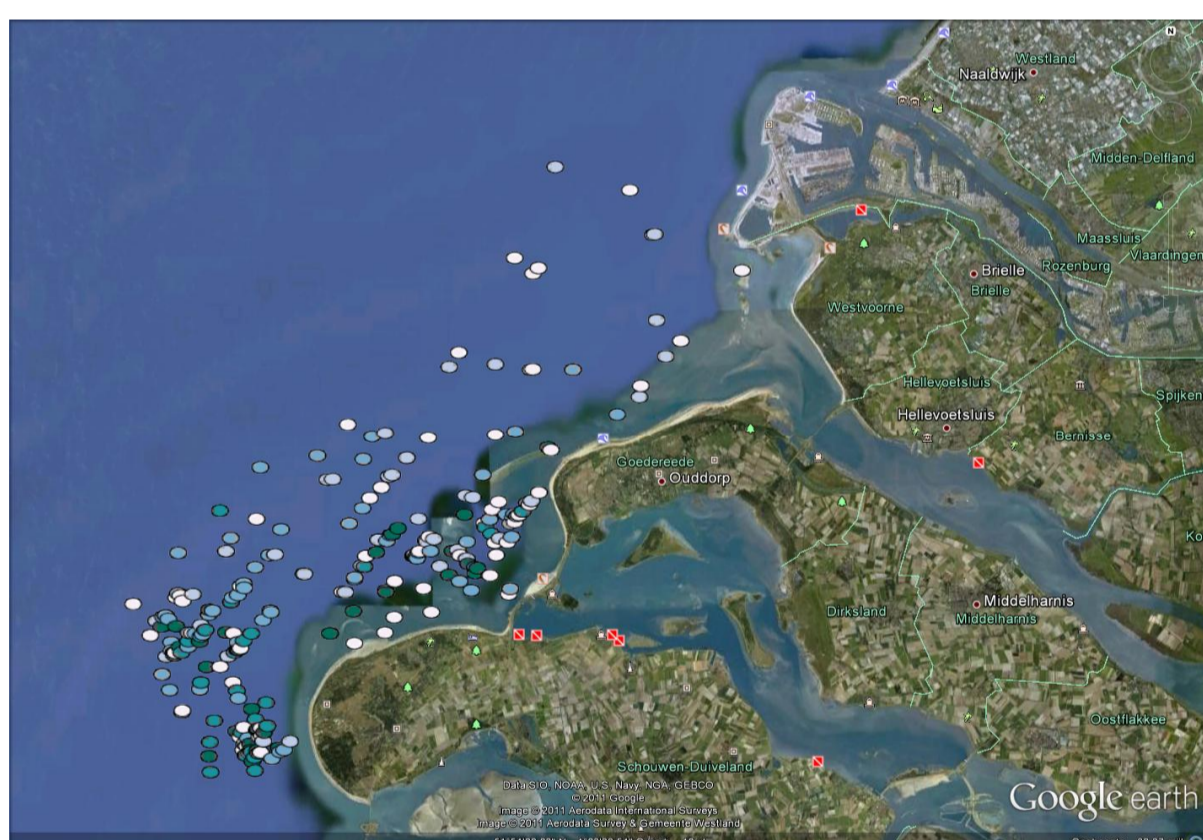 N
Westland
Naaldwijk
Midden-Delfland
Maassluis
Vlaardingen
Rozenburg
Brielle
Brielle
Westvoorne
Hellevoetsluis
Spijken
Hellevoetsluis
Bernisse
Goedereede
Ouddorp
Ko
Middelharnis
Dirksland
Middelharnis
Oostflakkee
Schouwen-Duiveland
Data SIO, NOAA, U.S. Navy, NGA, GEBCO
© 2011 Google
Image © 2011 Aerodata International Surveys
Image © 2011 Aerodata Survey & Gemeente Westland
Google earth